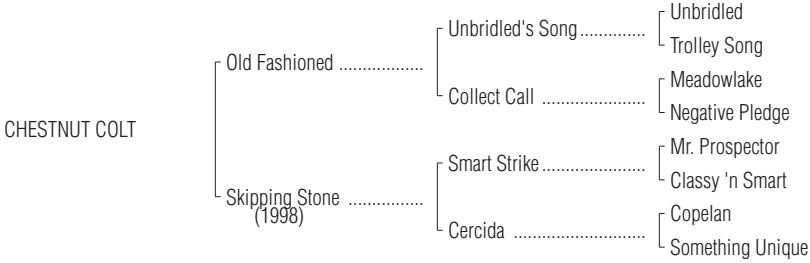 Unbridled
Unbridled's Song..............
Trolley Song
Old Fashioned ..................
Meadowlake
Collect Call ......................
Negative Pledge
CHESTNUT COLT
Mr. Prospector
Smart Strike......................
Classy 'n Smart
Skipping Stone ................
(1998)
Copelan
Cercida ............................
Something Unique